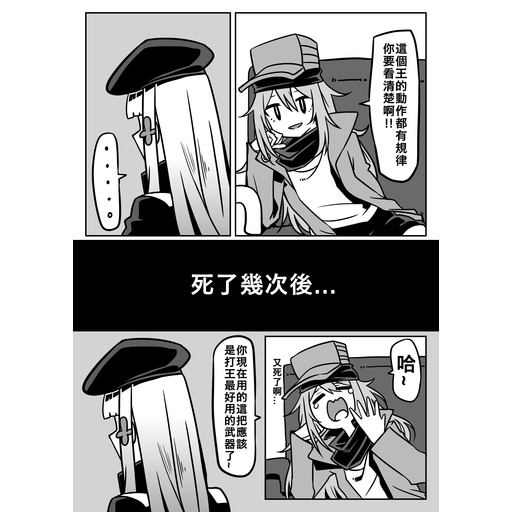 這個王的動作都有規律
你要看清楚啊!!
......。
死了幾次後...
哈~
又死了啊...
你現在用的這把應該
是打王最好用的武器了~